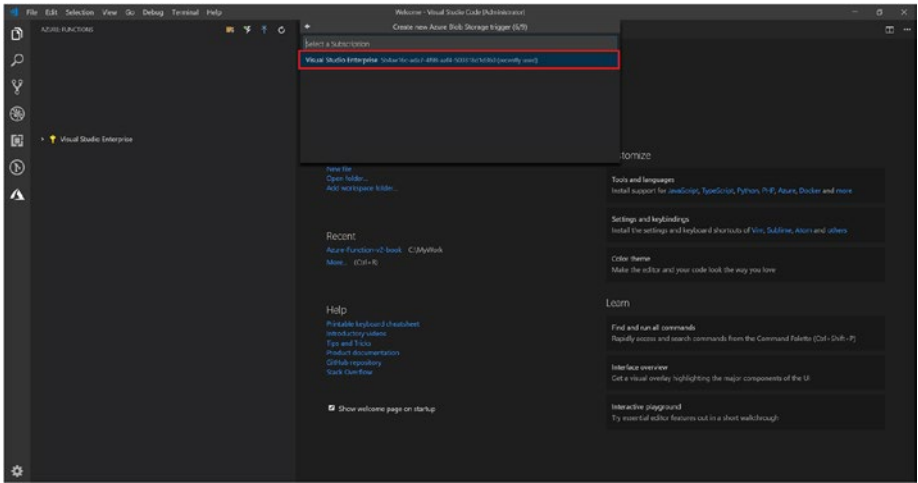 File Edit Selection View Go Debug Terminal Help
Welcome - Visual Studio Code [Administrator]
AZURE: FUNCTIONS
Create new Azure Blob Storage trigger (6/9)
Select a Subscription
Visual Studio Enterprise (recently used)
Visual Studio Enterprise
New file
Open folder...
Add workspace folder...
Recent
Azure-Function-v2-book C:\MyWork
More... (Ctrl+R)
Help
Printable keyboard cheatsheet
Introductory videos
Tips and Tricks
Product documentation
GitHub repository
Stack Overflow
Show welcome page on startup
stomize
Tools and languages
Install support for JavaScript, TypeScript, Python, PHP, Azure, Docker and more
Settings and keybindings
Install the settings and keyboard shortcuts of Vim, Sublime, Atom and others
Color theme
Make the editor and your code look the way you love
Learn
Find and run all commands
Rapidly access and search commands from the Command Palette (Ctrl+Shift+P)
Interface overview
Get a visual overlay highlighting the major components of the UI
Interactive playground
Try essential editor features out in a short walkthrough